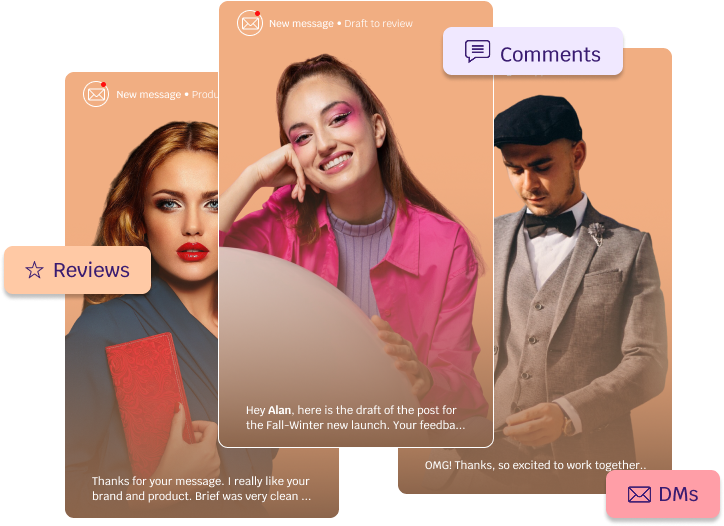 New message • Draft to review
Comments
New message •
Reviews
Hey Alan, here is the draft of the post for
the Fall-Winter new launch. Your feedba...
OMG! Thanks, so excited to work together..
Thanks for your message. I really like your
brand and product. Brief was very clean ...
DMs